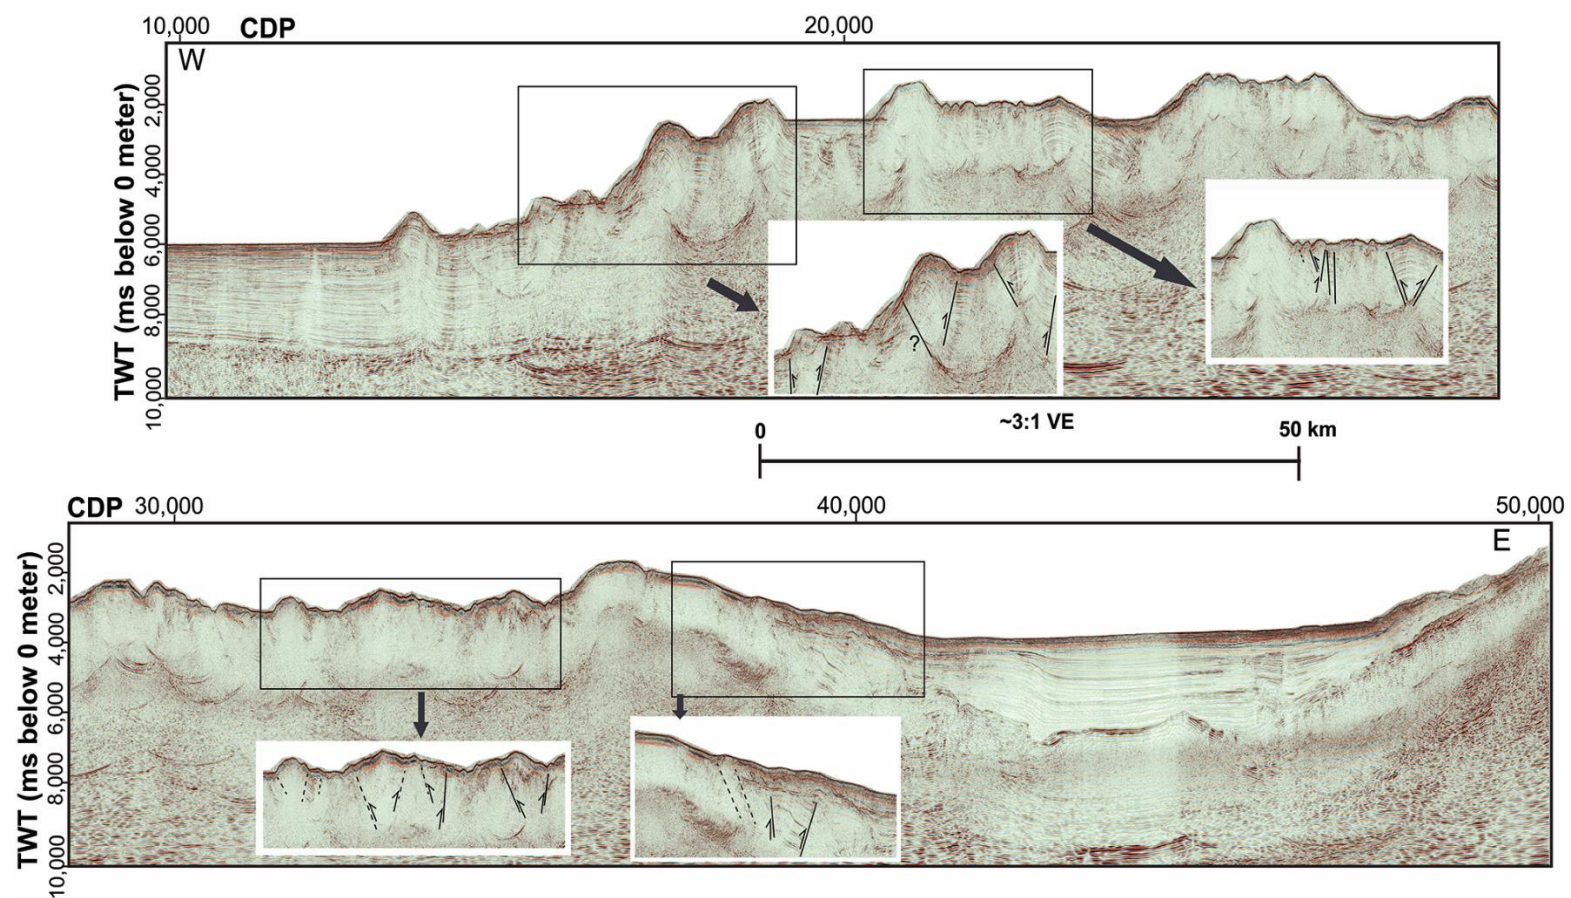 10,000 CDP 20,000
W
TWT (ms below 0 meter)
2,000
4,000
6,000
8,000
10,000
?
~3:1 VE
0 50 km
CDP 30,000 40,000 50,000
E
TWT (ms below 0 meter)
2,000
4,000
6,000
8,000
10,000